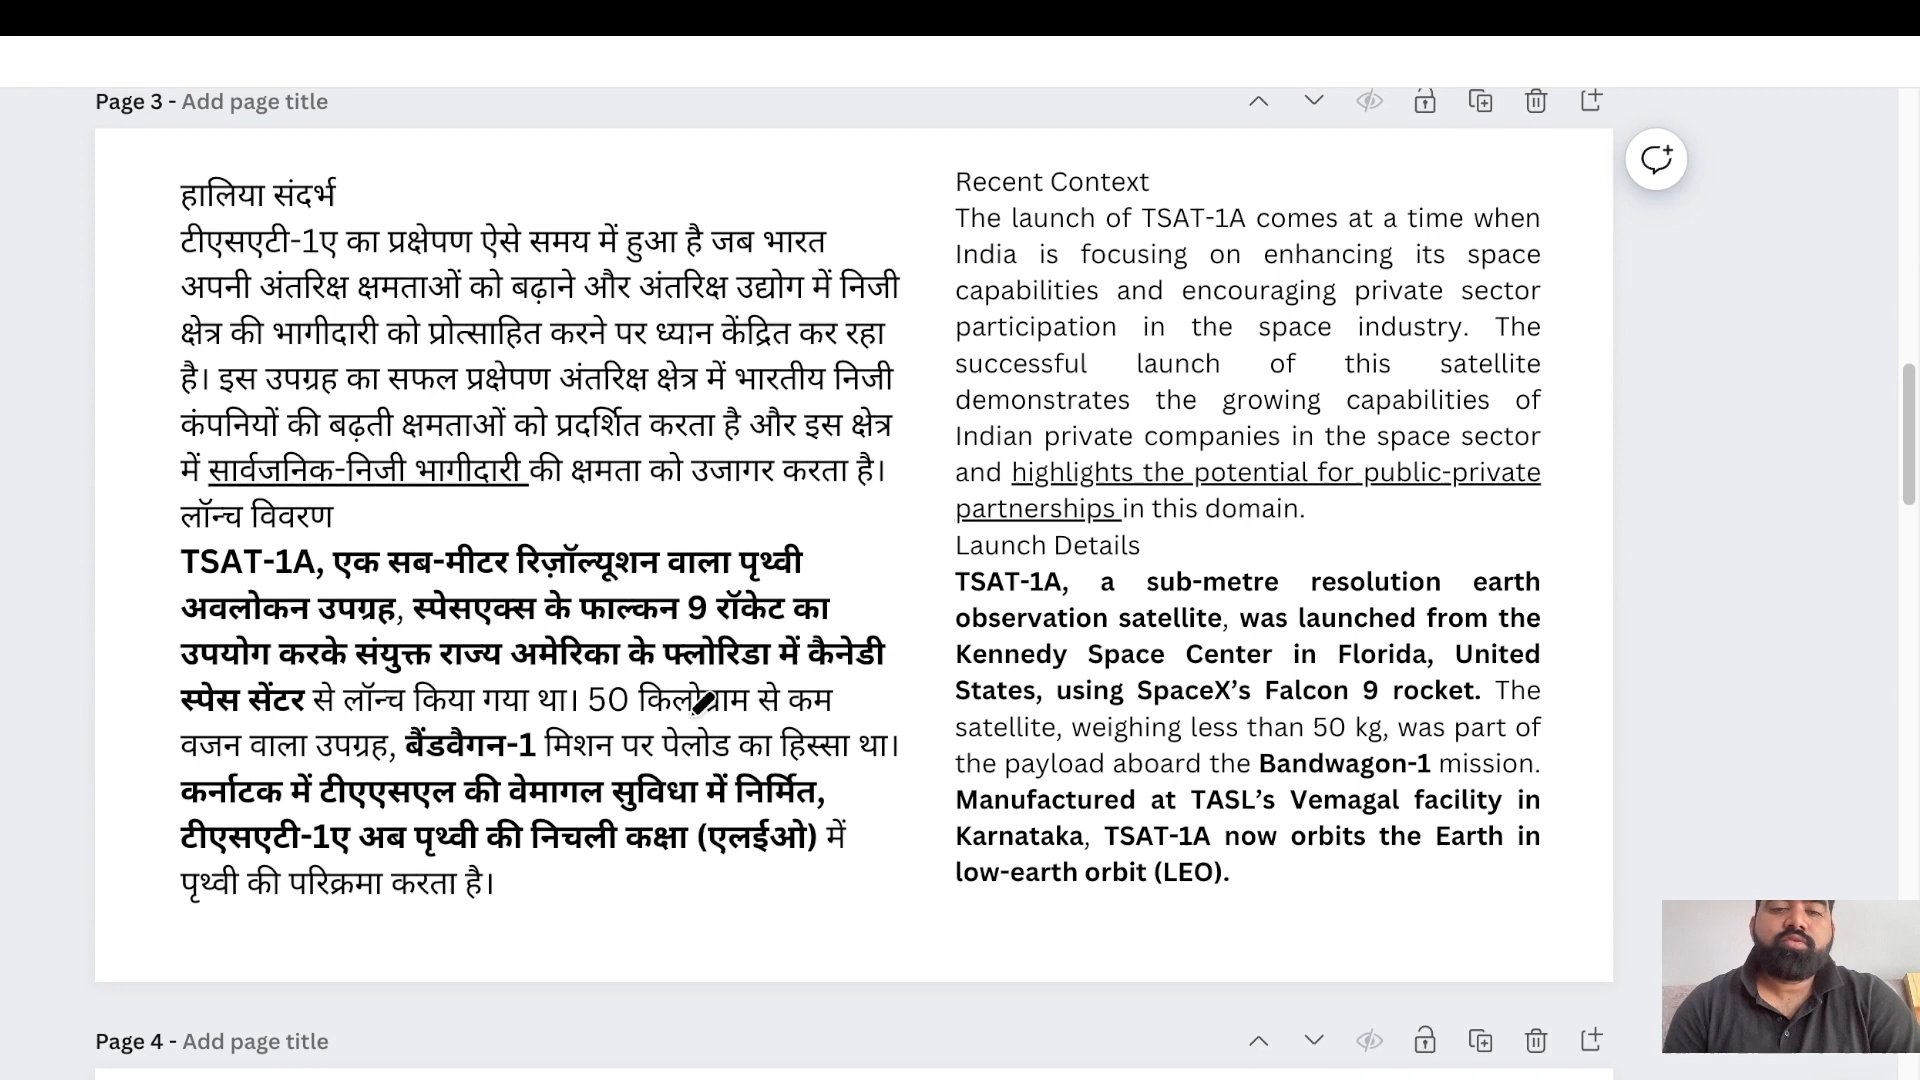 Page 3 - Add page title
हालिया संदर्भ
टीएसएटी-1ए का प्रक्षेपण ऐसे समय में हुआ है जब भारत
अपनी अंतरिक्ष क्षमताओं को बढ़ाने और अंतरिक्ष उद्योग में निजी
क्षेत्र की भागीदारी को प्रोत्साहित करने पर ध्यान केंद्रित कर रहा
है। इस उपग्रह का सफल प्रक्षेपण अंतरिक्ष क्षेत्र में भारतीय निजी
कंपनियों की बढ़ती क्षमताओं को प्रदर्शित करता है और इस क्षेत्र
में सार्वजनिक-निजी भागीदारी की क्षमता को उजागर करता है।
लॉन्च विवरण
TSAT-1A, एक सब-मीटर रिज़ॉल्यूशन वाला पृथ्वी
अवलोकन उपग्रह, स्पेसएक्स के फाल्कन 9 रॉकेट का
उपयोग करके संयुक्त राज्य अमेरिका के फ्लोरिडा में कैनेडी
स्पेस सेंटर से लॉन्च किया गया था। 50 किलोग्राम से कम
वजन वाला उपग्रह, बैंडवैगन-1 मिशन पर पेलोड का हिस्सा था।
कर्नाटक में टीएएसएल की वेमागल सुविधा में निर्मित,
टीएसएटी-1ए अब पृथ्वी की निचली कक्षा (एलईओ) में
पृथ्वी की परिक्रमा करता है।
Recent Context
The launch of TSAT-1A comes at a time when
India is focusing on enhancing its space
capabilities and encouraging private sector
participation in the space industry. The
successful launch of this satellite
demonstrates the growing capabilities of
Indian private companies in the space sector
and highlights the potential for public-private
partnerships in this domain.
Launch Details
TSAT-1A, a sub-metre resolution earth
observation satellite, was launched from the
Kennedy Space Center in Florida, United
States, using SpaceX’s Falcon 9 rocket. The
satellite, weighing less than 50 kg, was part of
the payload aboard the Bandwagon-1 mission.
Manufactured at TASL’s Vemagal facility in
Karnataka, TSAT-1A now orbits the Earth in
low-earth orbit (LEO).
Page 4 - Add page title